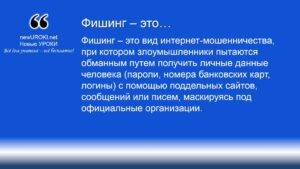 Фишинг – это…
newUROKI.net
Новые УРОКИ
Всё для учителя – всё бесплатно!
Фишинг – это вид интернет-мошенничества,
при котором злоумышленники пытаются
обманным путем получить личные данные
человека (пароли, номера банковских карт,
логины) с помощью поддельных сайтов,
сообщений или писем, маскируясь под
официальные организации.